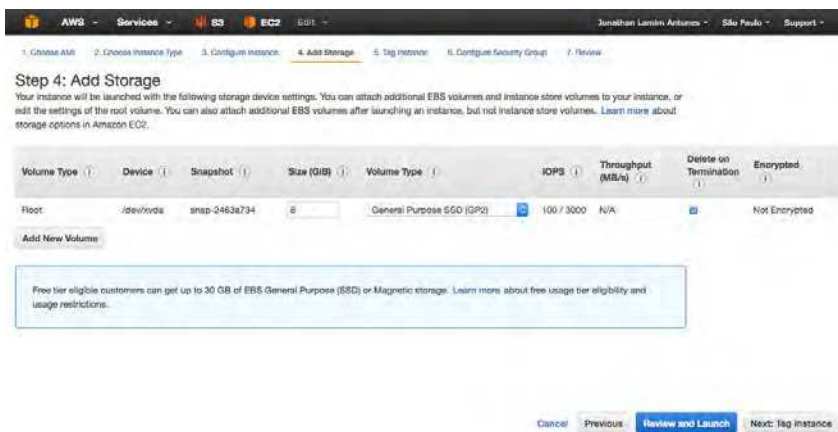 AWS Services S3 EC2 Edit Jonathan Lamim Antunes São Paulo Support
1. Choose AMI 2. Choose Instance Type 3. Configure Instance 4. Add Storage 5. Tag Instance 6. Configure Security Group 7. Review
Step 4: Add Storage
Your instance will be launched with the following storage device settings. You can attach additional EBS volumes and instance store volumes to your instance, or
edit the settings of the root volume. You can also attach additional EBS volumes after launching an instance, but not instance store volumes. Learn more about
storage options in Amazon EC2.
Volume Type Device Snapshot Size (GiB) Volume Type IOPS Throughput (MB/s) Delete on Termination Encrypted
Root /dev/xvda snap-2463a734 8 General Purpose SSD (GP2) 100 / 3000 N/A Not Encrypted
Add New Volume
Free tier eligible customers can get up to 30 GB of EBS General Purpose (SSD) or Magnetic storage. Learn more about free usage tier eligibility and
usage restrictions.
Cancel Previous Review and Launch Next: Tag Instance